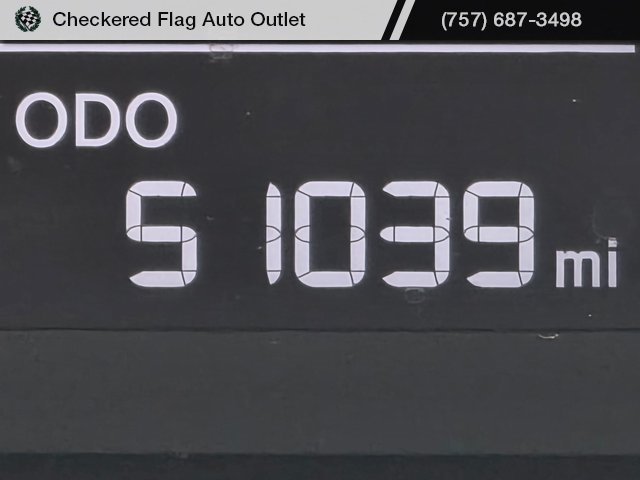 Checkered Flag Auto Outlet (757) 687-3498
ODO
51039 mi